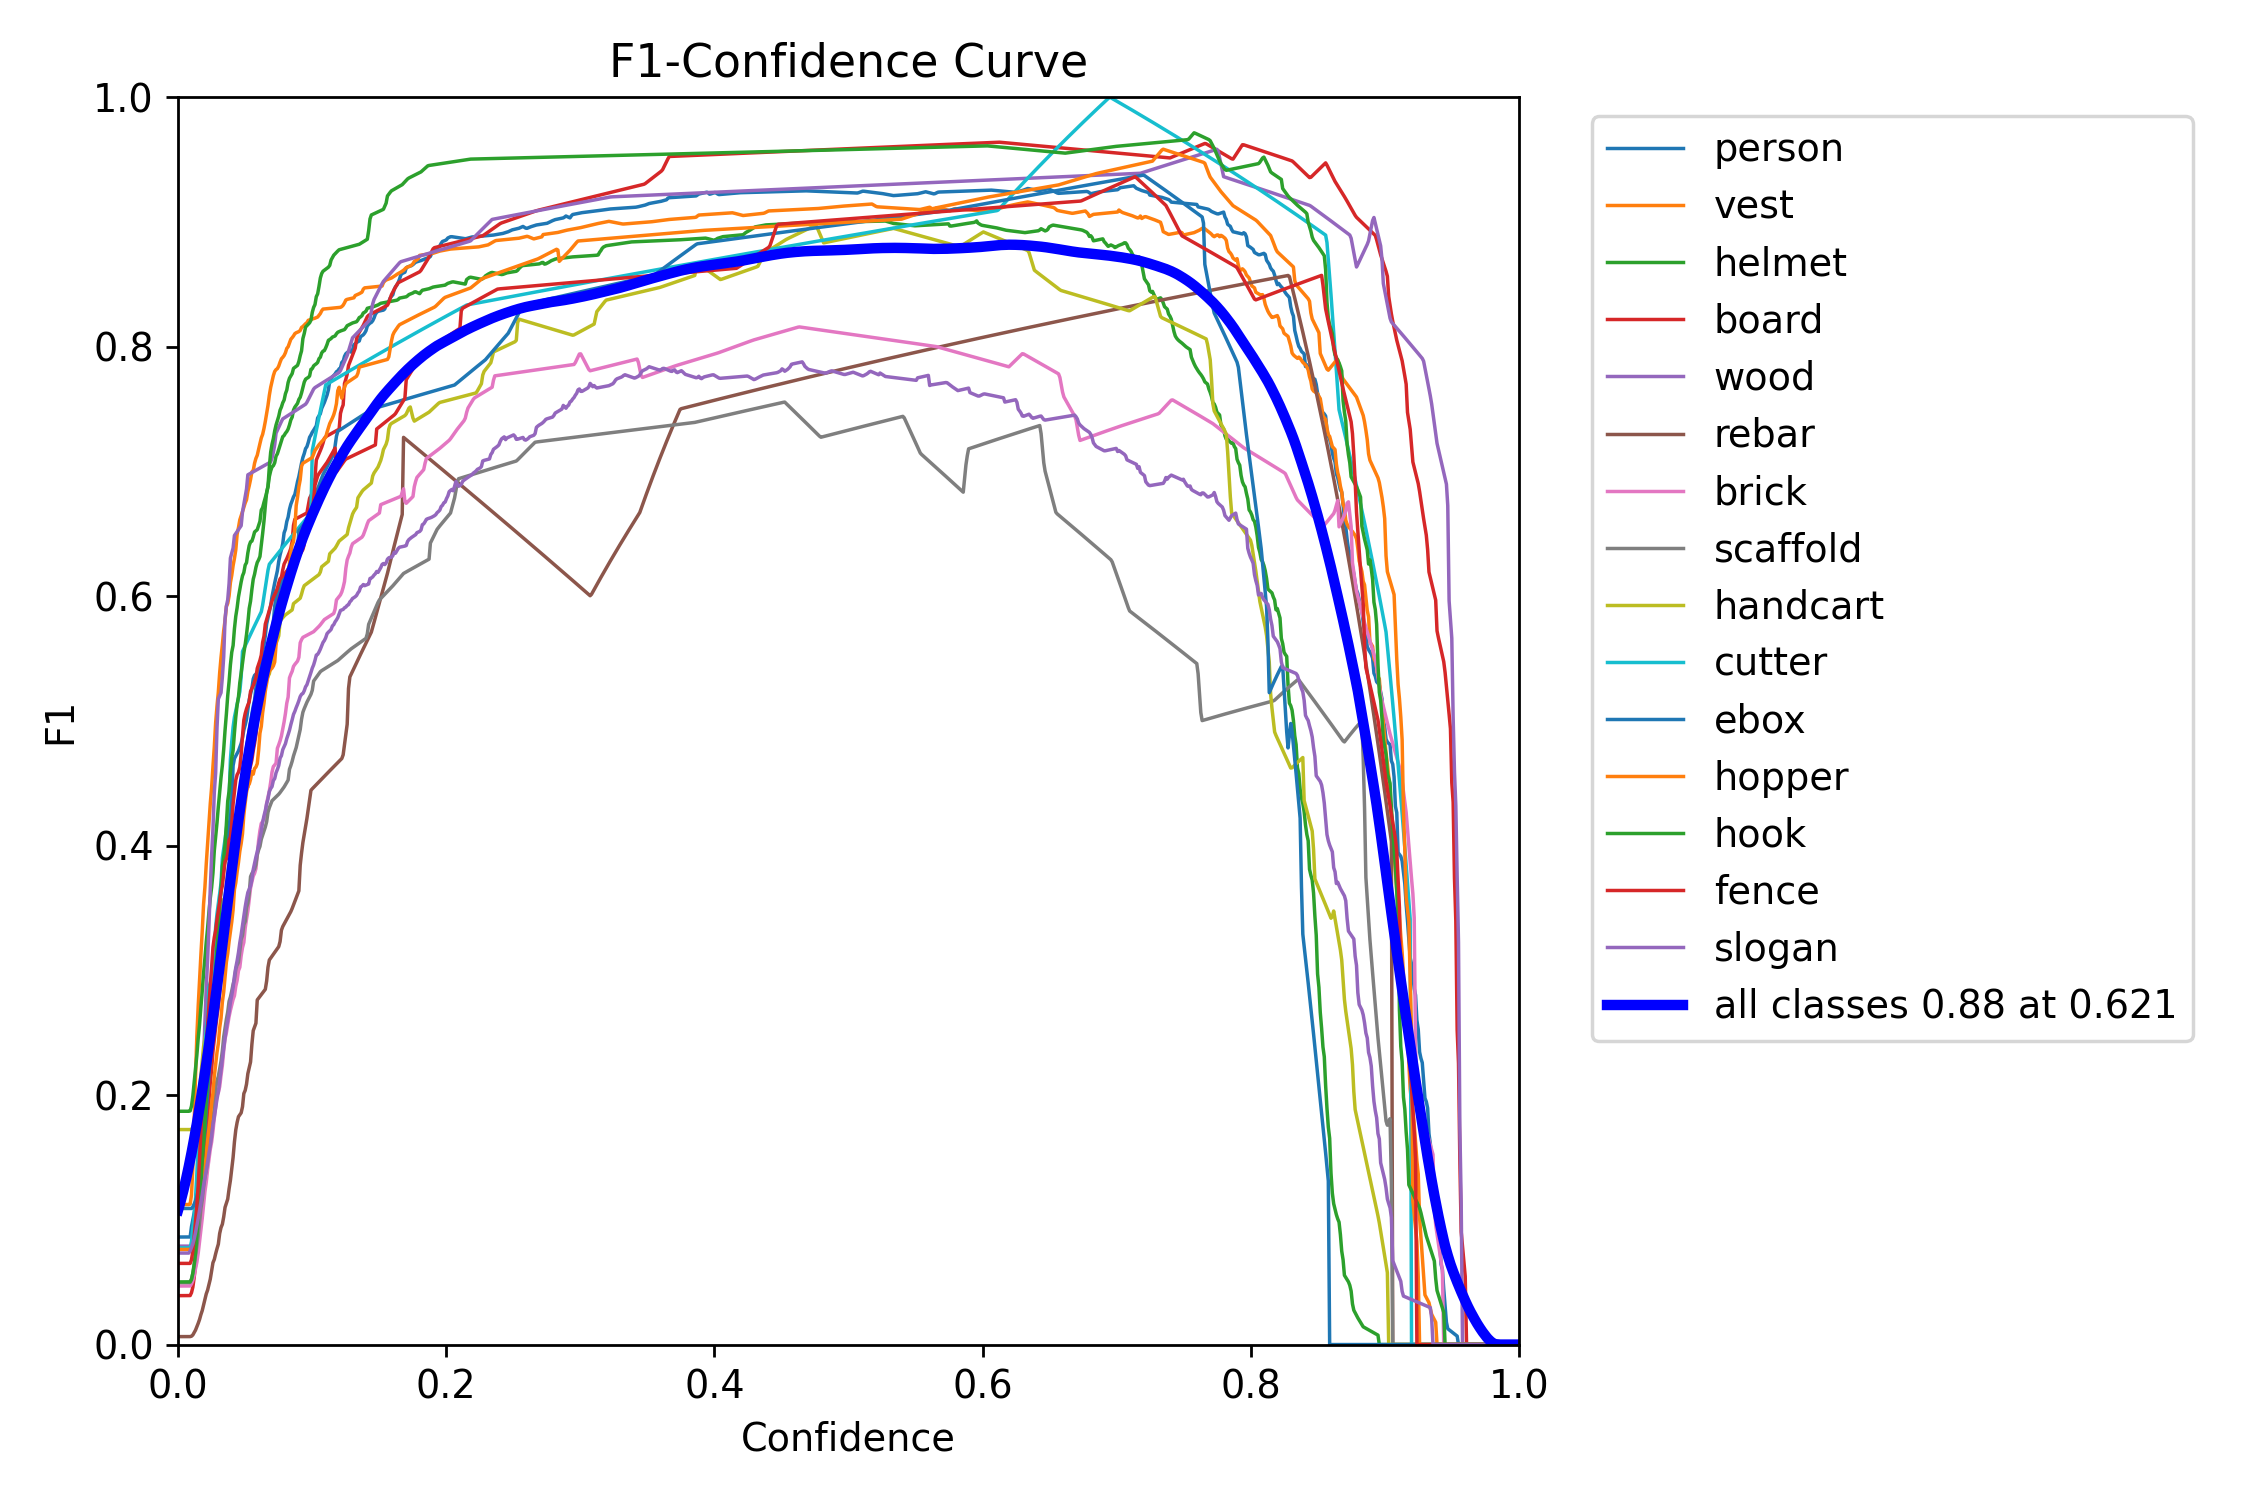 F1-Confidence Curve
1.0
0.8
0.6
0.4
0.2
0.0
F1
0.0 0.2 0.4 0.6 0.8 1.0
Confidence
person
vest
helmet
board
wood
rebar
brick
scaffold
handcart
cutter
ebox
hopper
hook
fence
slogan
all classes 0.88 at 0.621